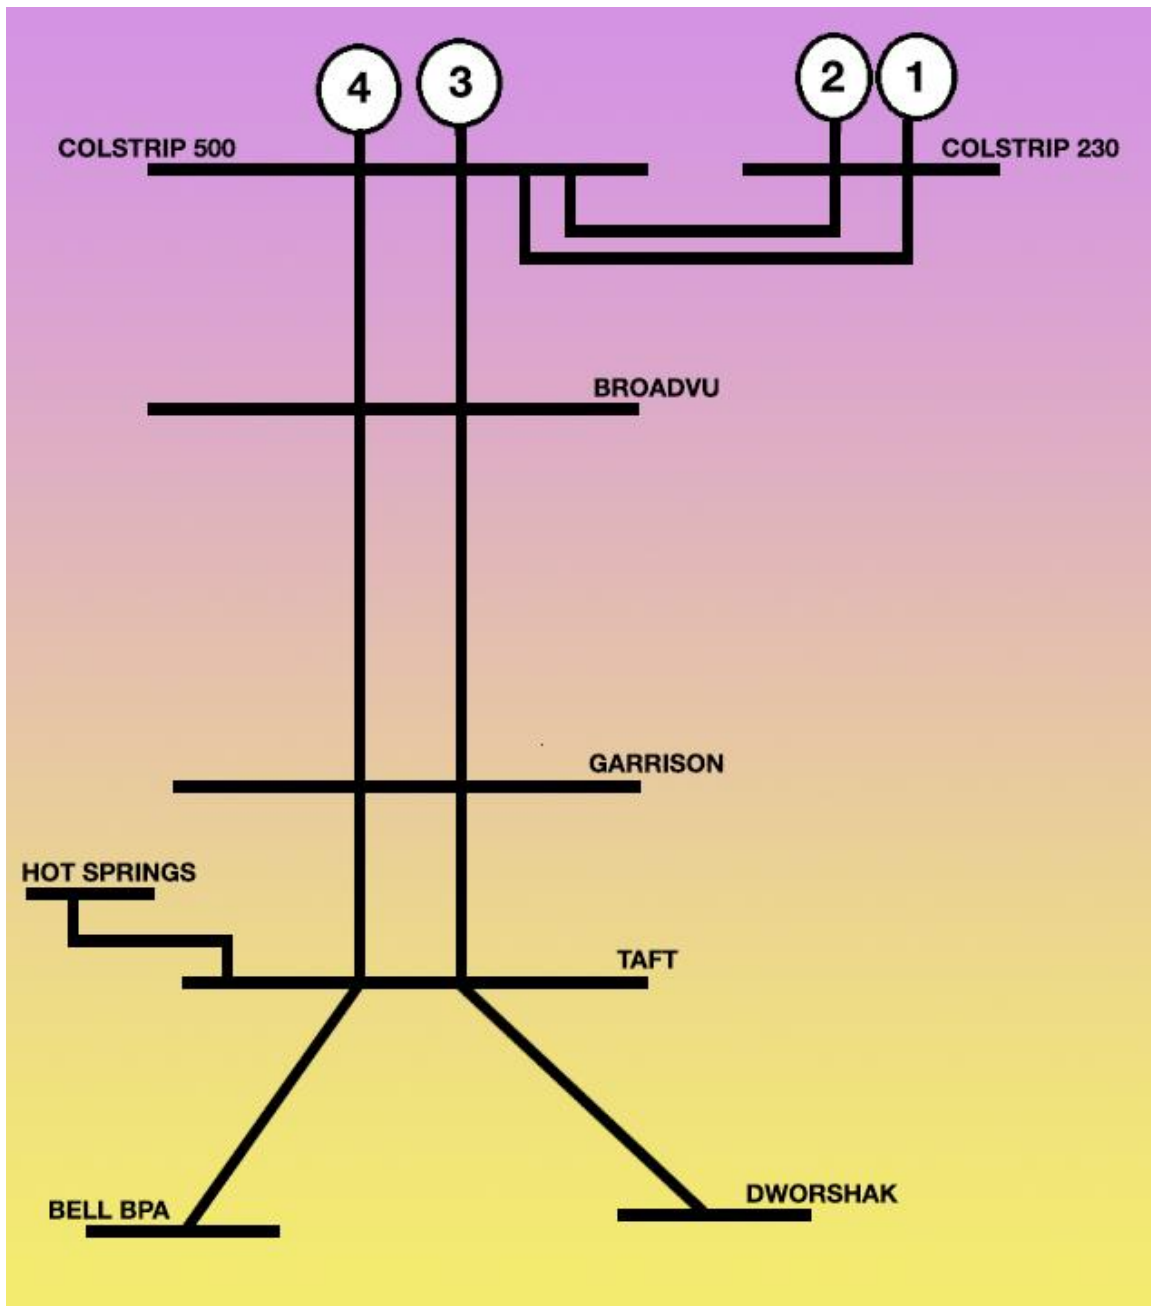 4
3
2
1
COLSTRIP 500
COLSTRIP 230
BROADVU
GARRISON
HOT SPRINGS
TAFT
DWORSHAK
BELL BPA